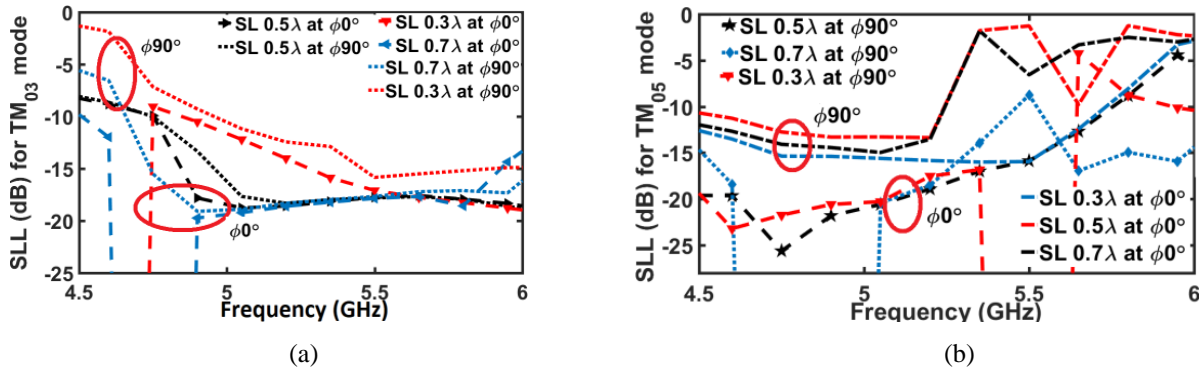 SLL (dB) for TM03 mode
0
-5
-10
-15
-20
-25
4.5
5
5.5
6
Frequency (GHz)
SL 0.5λ at ϕ0°
SL 0.5λ at ϕ90°
SL 0.3λ at ϕ0°
SL 0.7λ at ϕ0°
SL 0.7λ at ϕ90°
SL 0.3λ at ϕ90°
ϕ90°
ϕ0°
(a)
SLL (dB) for TM05 mode
0
-5
-10
-15
-20
-25
4.5
5
5.5
6
Frequency (GHz)
SL 0.5λ at ϕ90°
SL 0.7λ at ϕ90°
SL 0.3λ at ϕ90°
ϕ90°
ϕ0°
SL 0.3λ at ϕ0°
SL 0.5λ at ϕ0°
SL 0.7λ at ϕ0°
(b)